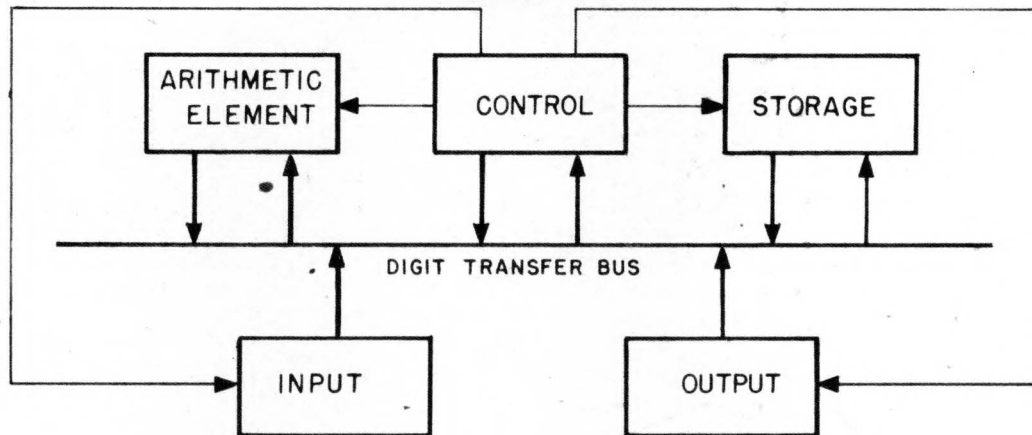 ARITHMETIC
ELEMENT
CONTROL
STORAGE
DIGIT TRANSFER BUS
INPUT
OUTPUT